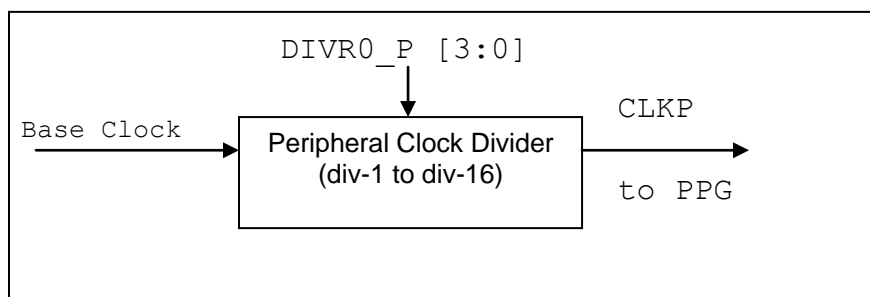 DIVR0_P [3:0]
Base Clock
Peripheral Clock Divider
(div-1 to div-16)
CLKP
to PPG